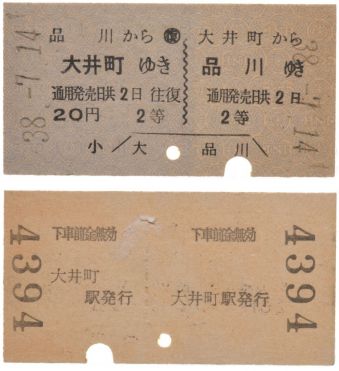 38.-7.14
品川から ㊢ 大井町から
大井町ゆき 品川ゆき
通用発売日共2日 往復 通用発売日共2日
20円 2等 2等
小 大 品川
38.-7.14
4394
下車前途無効 下車前途無効
大井町
駅発行 大井町駅発行
4394